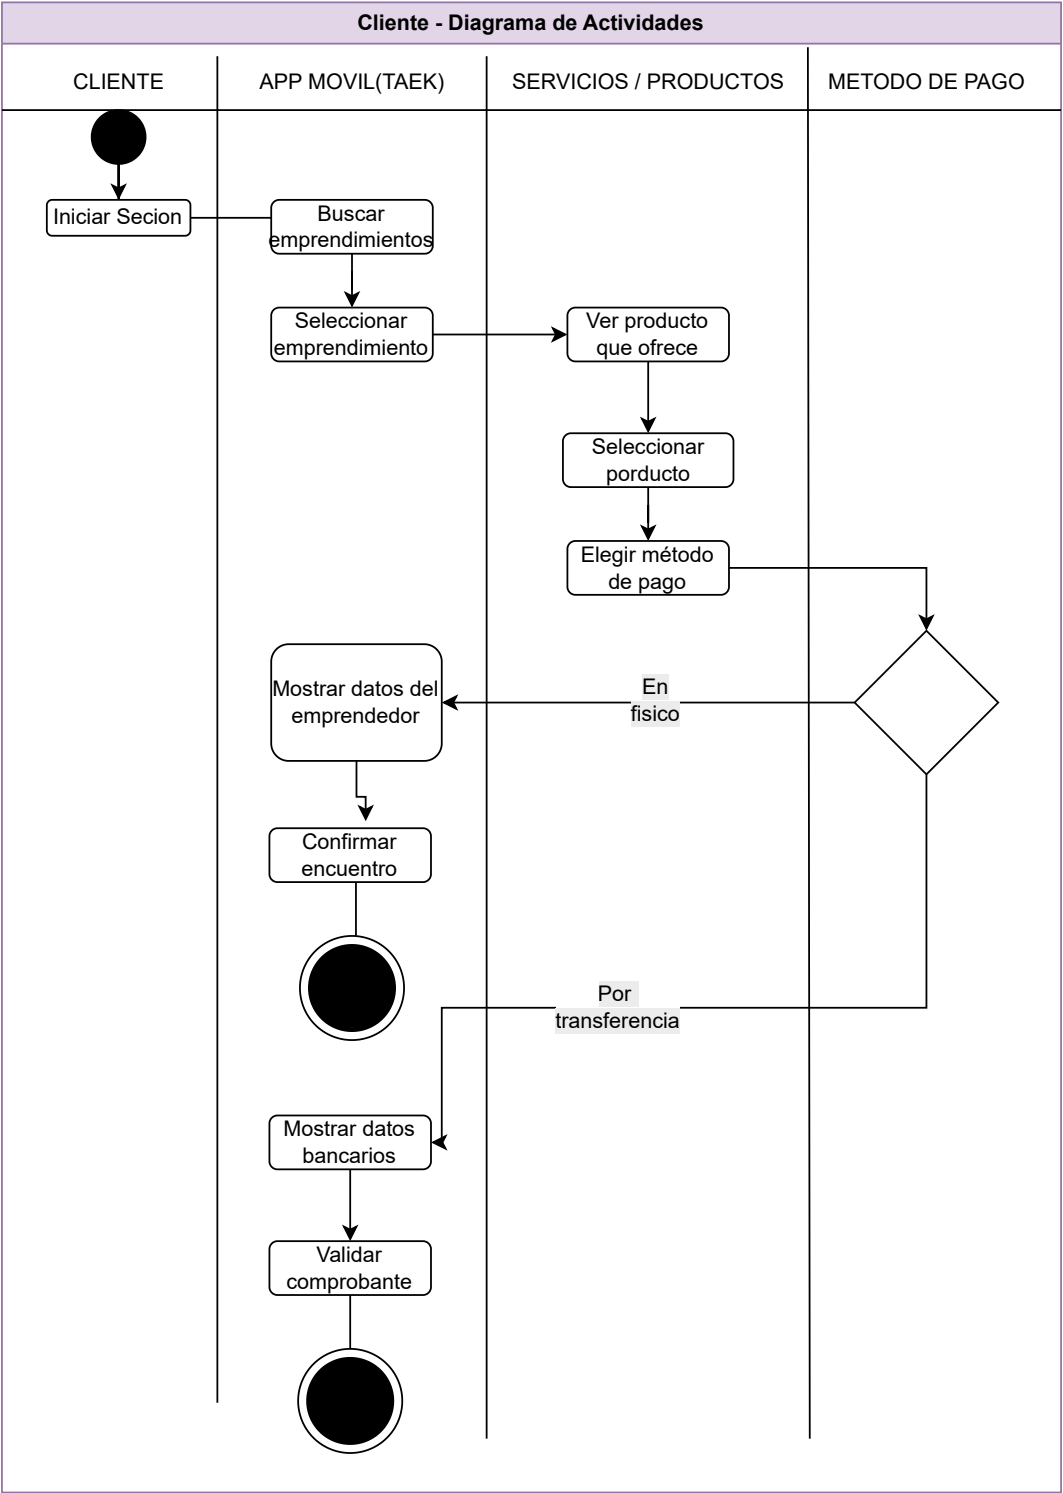 Cliente - Diagrama de Actividades
CLIENTE
APP MOVIL(TAEK)
SERVICIOS / PRODUCTOS
METODO DE PAGO
Iniciar Secion
Buscar
emprendimientos
Seleccionar
emprendimiento
Ver producto
que ofrece
Seleccionar
porducto
Elegir método
de pago
En
fisico
Mostrar datos del
emprendedor
Confirmar
encuentro
Por
transferencia
Mostrar datos
bancarios
Validar
comprobante